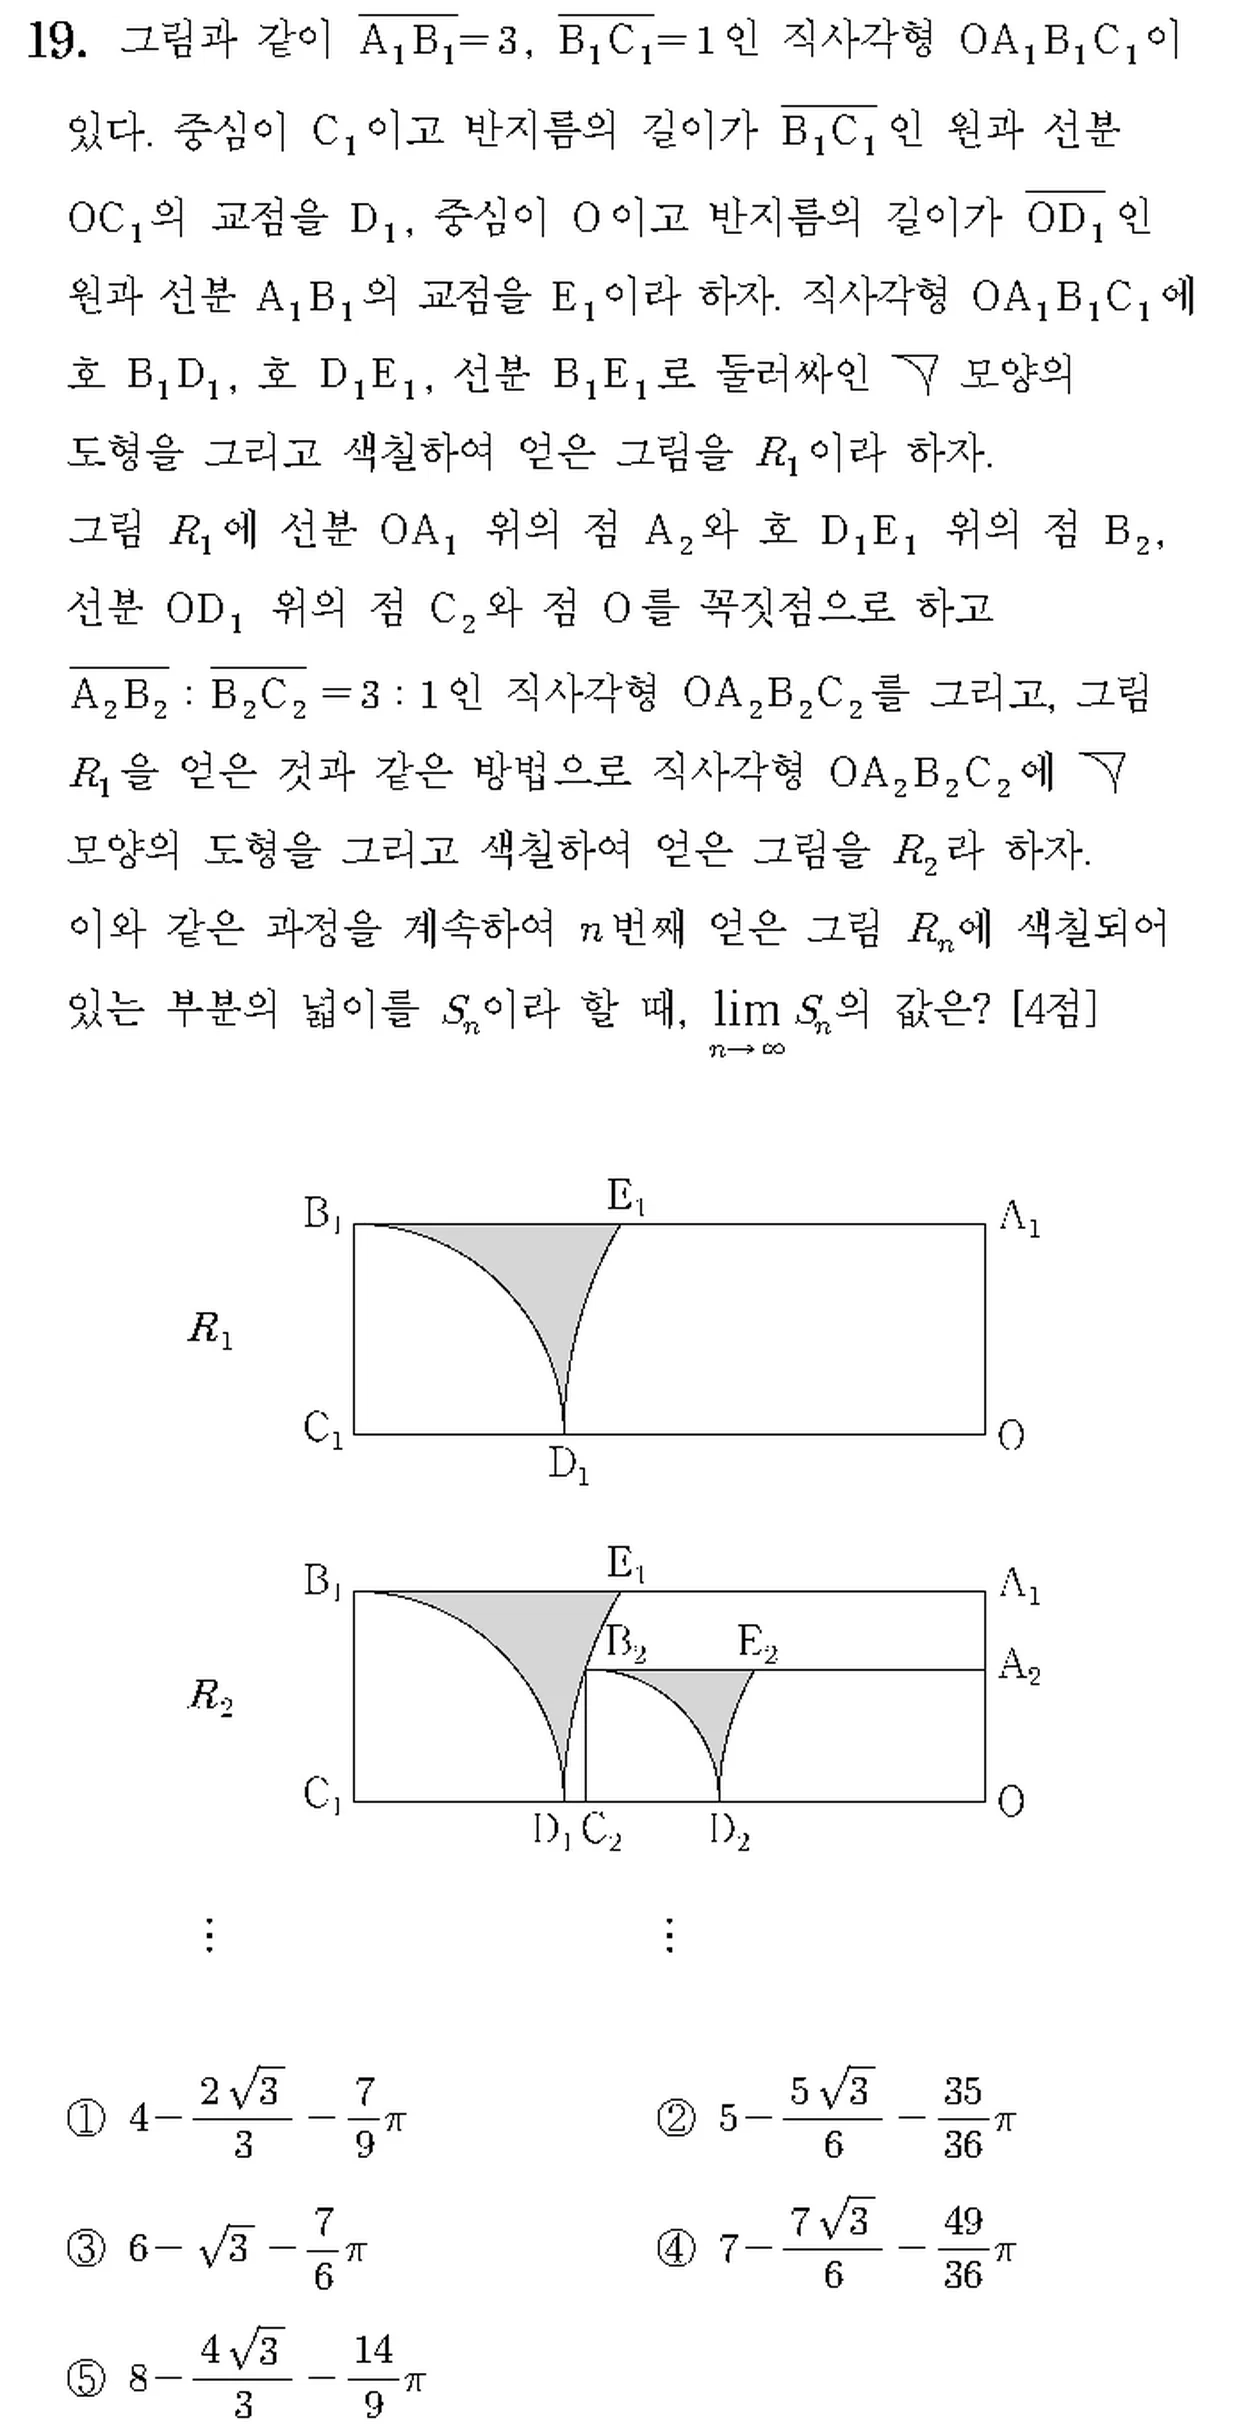 19. 그림과 같이 A₁B₁=3, B₁C₁=1인 직사각형 OA₁B₁C₁이
있다. 중심이 C₁이고 반지름의 길이가 B₁C₁인 원과 선분
OC₁의 교점을 D₁, 중심이 O이고 반지름의 길이가 OD₁인
원과 선분 A₁B₁의 교점을 E₁이라 하자. 직사각형 OA₁B₁C₁에
호 B₁D₁, 호 D₁E₁, 선분 B₁E₁로 둘러싸인 모양의
도형을 그리고 색칠하여 얻은 그림을 R₁이라 하자.
그림 R₁에 선분 OA₁ 위의 점 A₂와 호 D₁E₁ 위의 점 B₂,
선분 OD₁ 위의 점 C₂와 점 O를 꼭짓점으로 하고
A₂B₂ : B₂C₂ = 3 : 1인 직사각형 OA₂B₂C₂를 그리고, 그림
R₁을 얻은 것과 같은 방법으로 직사각형 OA₂B₂C₂에
모양의 도형을 그리고 색칠하여 얻은 그림을 R₂라 하자.
이와 같은 과정을 계속하여 n번째 얻은 그림 Rₙ에 색칠되어
있는 부분의 넓이를 Sₙ이라 할 때, lim Sₙ의 값은? [4점]
n→∞
B₁ E₁ A₁
R₁
C₁ D₁ O
B₁ E₁ A₁
B₂ E₂ A₂
R₂
C₁ D₁ C₂ D₂ O
⋮ ⋮
① 4−2√3/3−7/9π ② 5−5√3/6−35/36π
③ 6−√3−7/6π ④ 7−7√3/6−49/36π
⑤ 8−4√3/3−14/9π